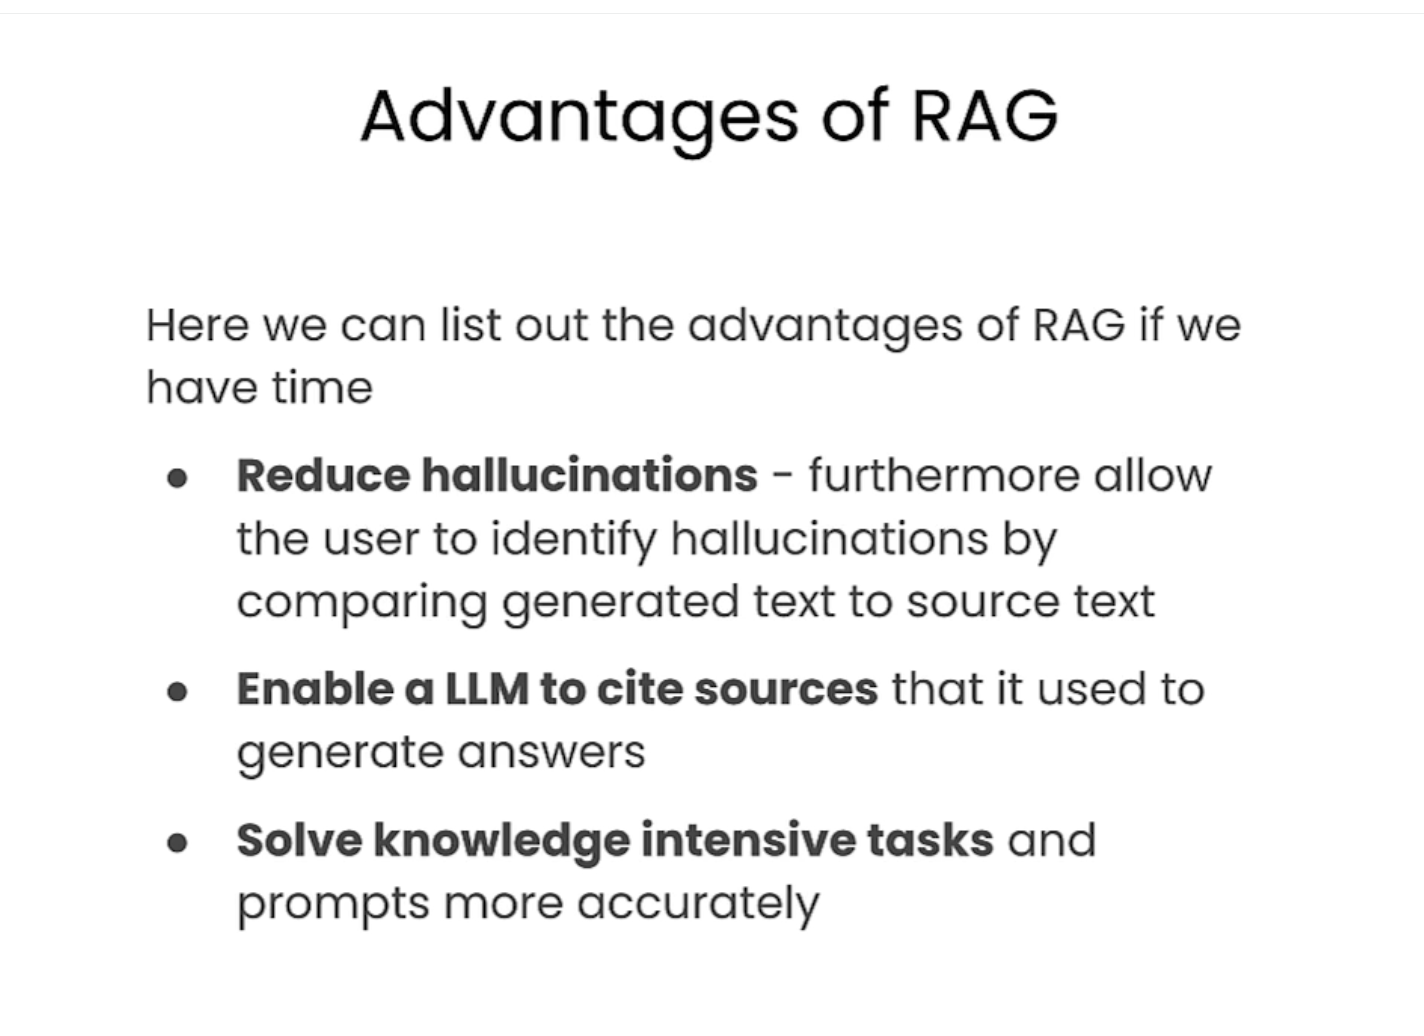 Advantages of RAG
Here we can list out the advantages of RAG if we
have time
● Reduce hallucinations - furthermore allow
the user to identify hallucinations by
comparing generated text to source text
● Enable a LLM to cite sources that it used to
generate answers
● Solve knowledge intensive tasks and
prompts more accurately